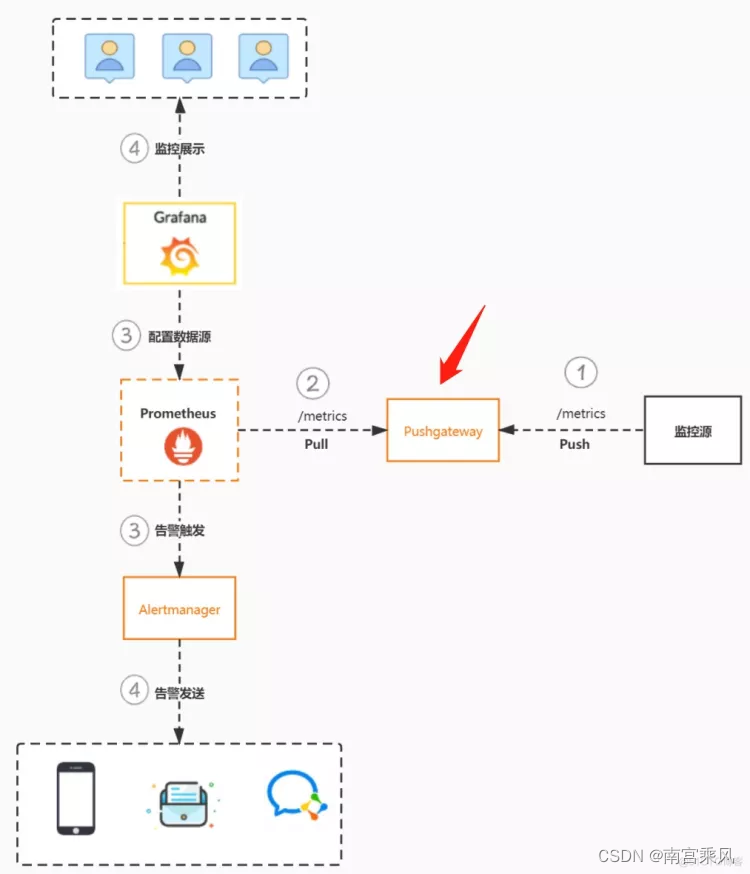 ④ 监控展示
Grafana
③ 配置数据源
② ①
Prometheus /metrics Pushgateway /metrics 监控源
Pull Push
③ 告警触发
Alertmanager
④ 告警发送
CSDN @南宫乘风